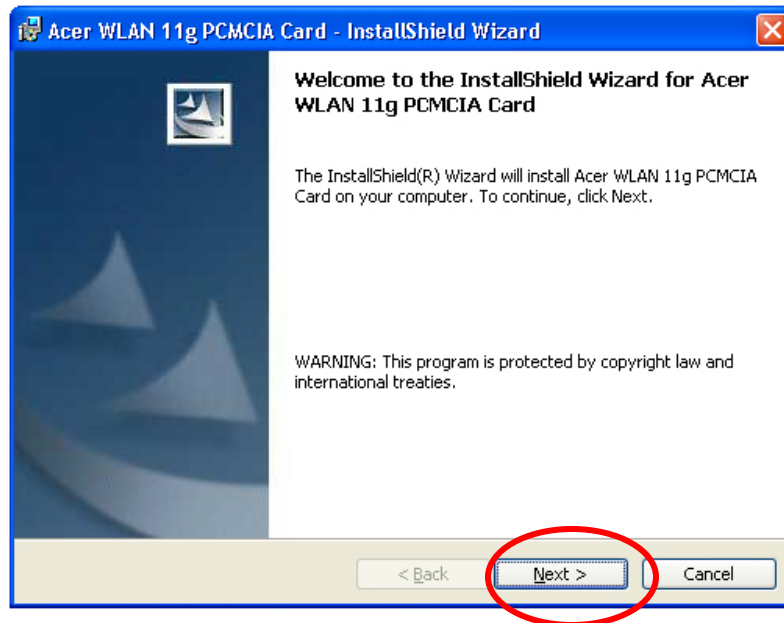 Acer WLAN 11g PCMCIA Card - InstallShield Wizard
Welcome to the InstallShield Wizard for Acer
WLAN 11g PCMCIA Card
The InstallShield(R) Wizard will install Acer WLAN 11g PCMCIA
Card on your computer. To continue, click Next.
WARNING: This program is protected by copyright law and
international treaties.
< Back
Next >
Cancel